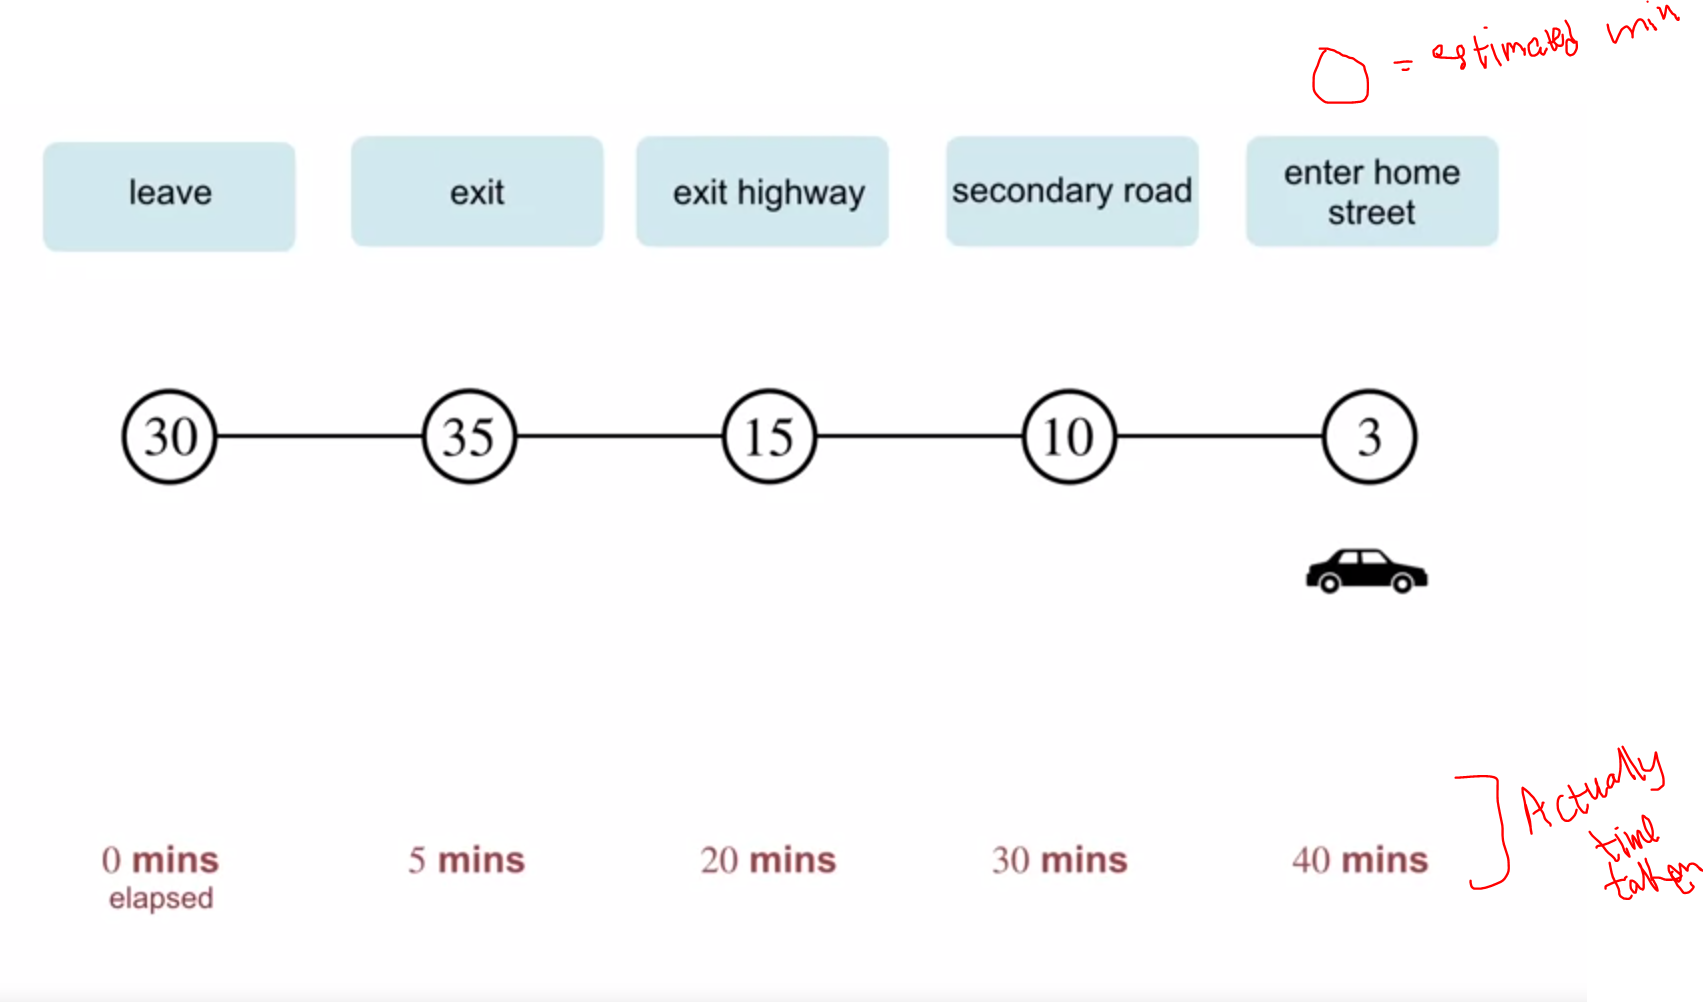 = estimated min
leave
exit
exit highway
secondary road
enter home
street
30
35
15
10
3
0 mins
elapsed
5 mins
20 mins
30 mins
40 mins
Actually
time
taken